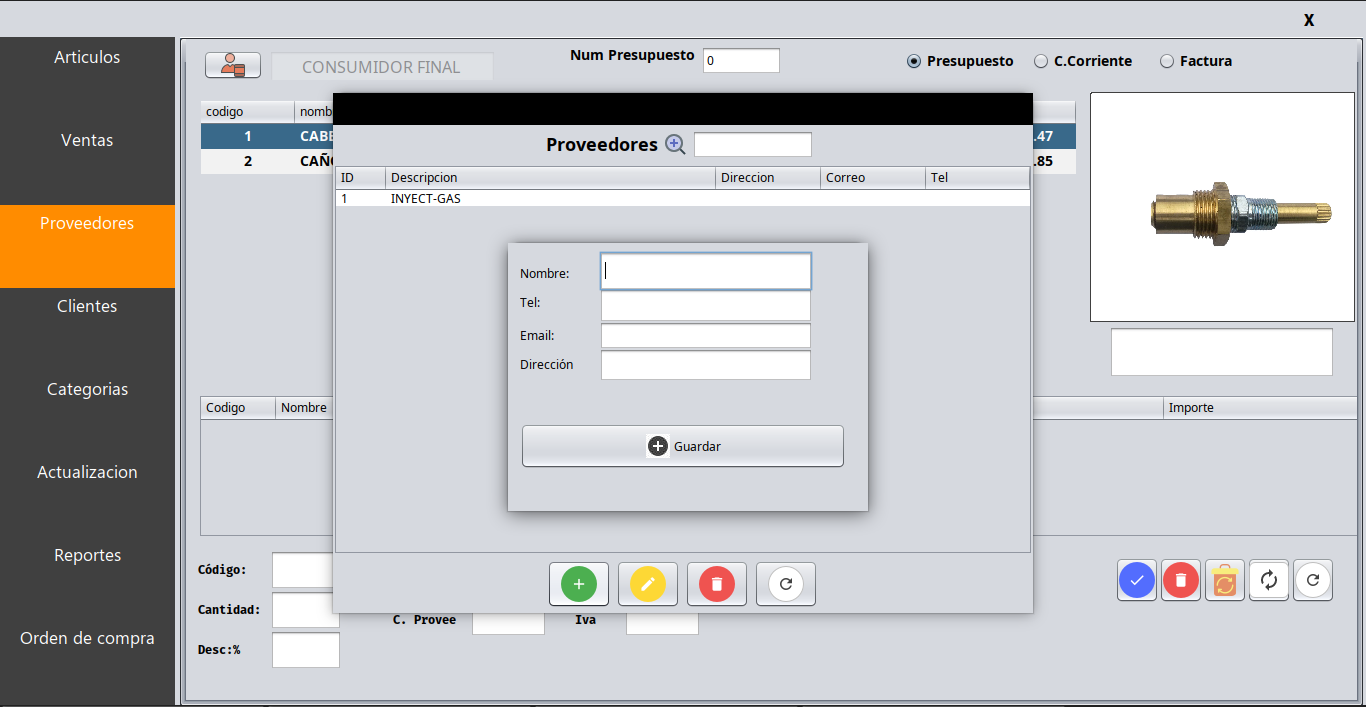 X
Articulos
Ventas
Proveedores
Clientes
Categorias
Actualizacion
Reportes
Orden de compra
CONSUMIDOR FINAL
Num Presupuesto 0
Presupuesto C.Corriente Factura
codigo nomb
1 CABE .47
2 CAÑ .85
Proveedores
ID Descripcion Direccion Correo Tel
1 INYECT-GAS
Nombre:
Tel:
Email:
Dirección
Guardar
Codigo Nombre Importe
Código:
Cantidad:
C. Provee Iva
Desc:%